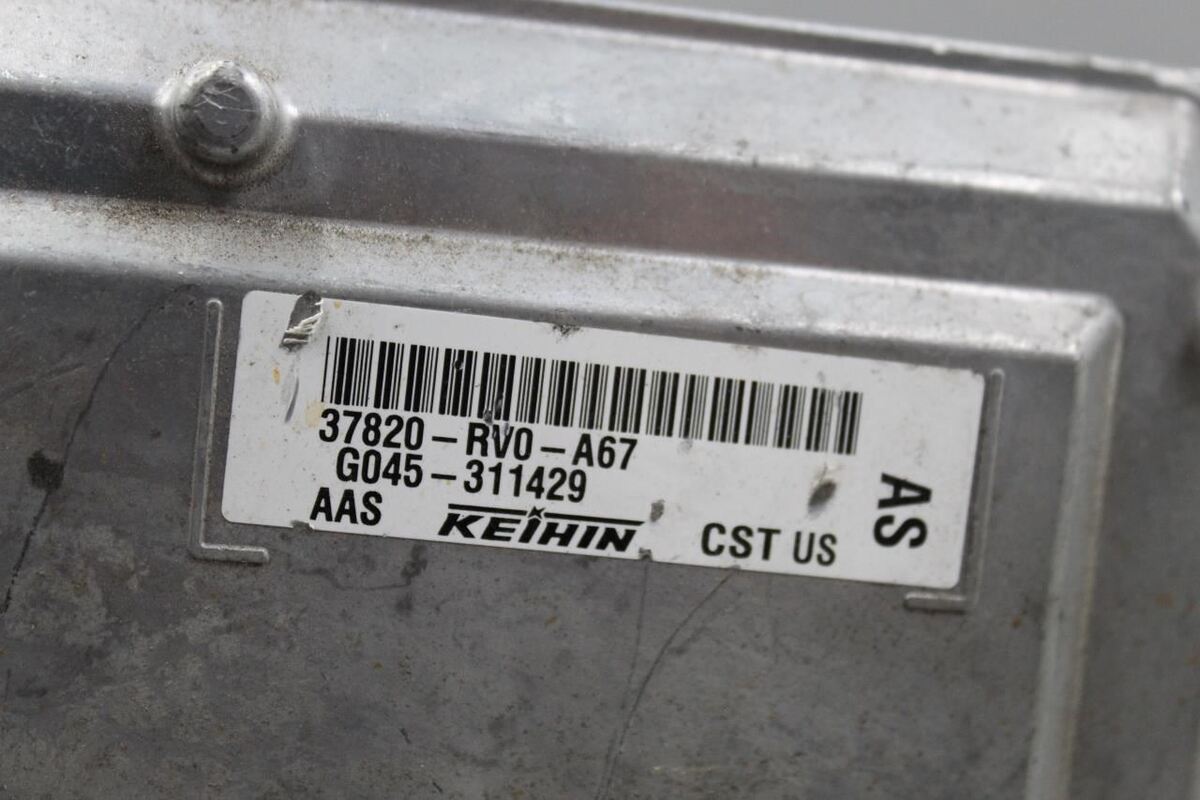 37820-RV0-A67
G045-311429
AAS
KEIHIN
CST US
AS